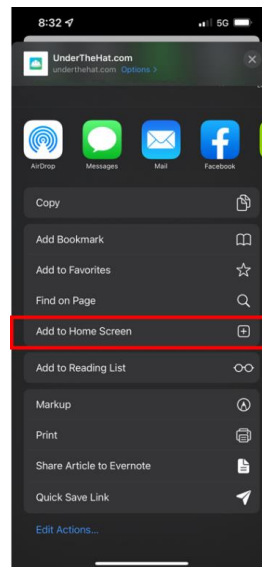 8:32
5G
UnderTheHat.com
underthehat.com Options >
AirDrop
Messages
Mail
Facebook
Copy
Add Bookmark
Add to Favorites
Find on Page
Add to Home Screen
Add to Reading List
Markup
Print
Share Article to Evernote
Quick Save Link
Edit Actions...